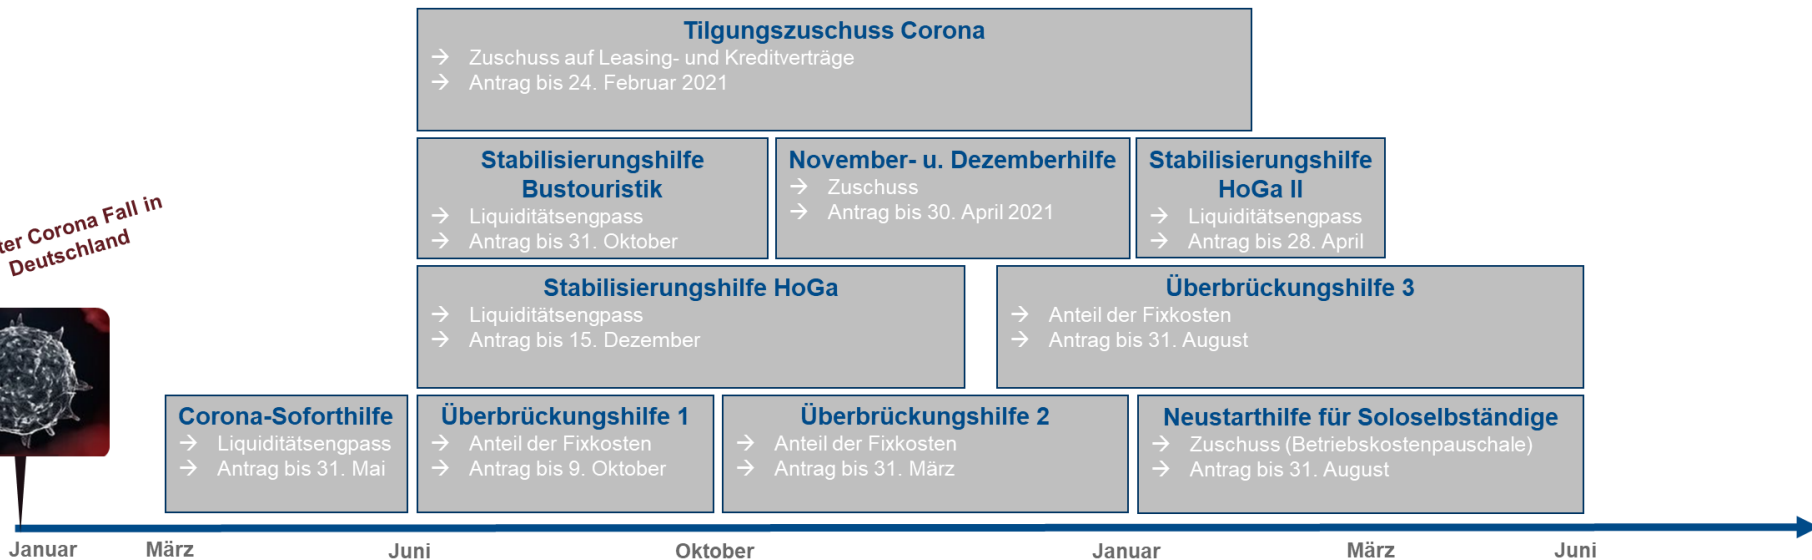 Tilgungszuschuss Corona
→ Zuschuss auf Leasing- und Kreditverträge
→ Antrag bis 24. Februar 2021
Stabilisierungshilfe
Bustouristik
→ Liquiditätsengpass
→ Antrag bis 31. Oktober
November- u. Dezemberhilfe
→ Zuschuss
→ Antrag bis 30. April 2021
Stabilisierungshilfe
HoGa II
→ Liquiditätsengpass
→ Antrag bis 28. April
Corona Fall in
Deutschland
Stabilisierungshilfe HoGa
→ Liquiditätsengpass
→ Antrag bis 15. Dezember
Überbrückungshilfe 3
→ Anteil der Fixkosten
→ Antrag bis 31. August
Corona-Soforthilfe
→ Liquiditätsengpass
→ Antrag bis 31. Mai
Überbrückungshilfe 1
→ Anteil der Fixkosten
→ Antrag bis 9. Oktober
Überbrückungshilfe 2
→ Anteil der Fixkosten
→ Antrag bis 31. März
Neustarthilfe für Soloselbständige
→ Zuschuss (Betriebskostenpauschale)
→ Antrag bis 31. August
Januar März Juni Oktober Januar März Juni